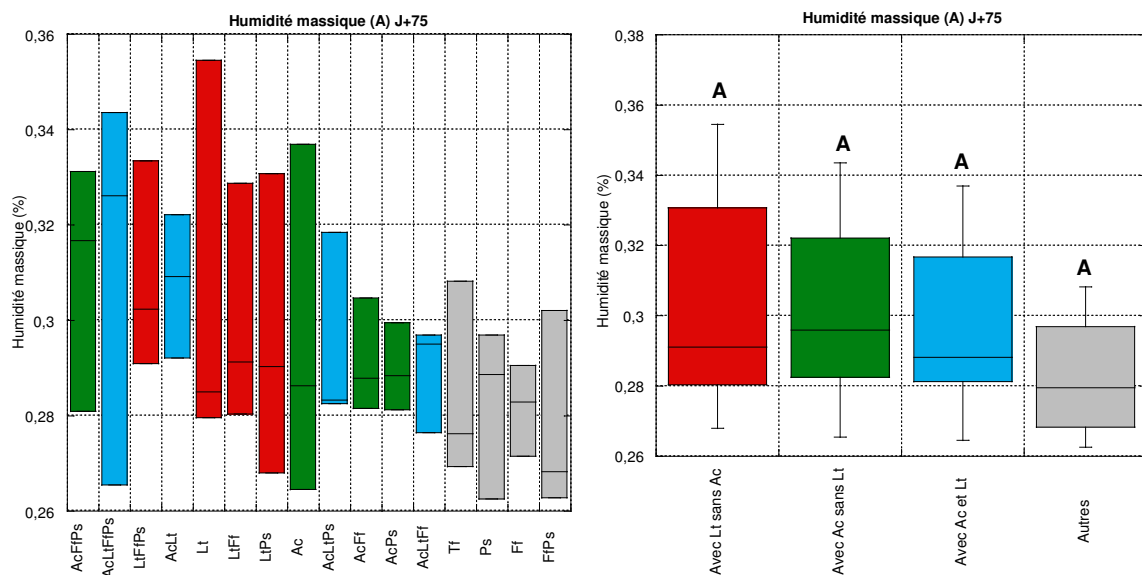 Humidité massique (A) J+75
Humidité massique (%)
0,36
0,34
0,32
0,3
0,28
0,26
AcFfPs
AcLtFfPs
LtFfPs
AcLt
Lt
LtFf
LtPs
Ac
AcLtPs
AcFf
AcPs
AcLtFf
Tf
Ps
Ff
FfPs
Humidité massique (A) J+75
Humidité massique (%)
0,38
0,36
0,34
0,32
0,3
0,28
0,26
A
A
A
A
Avec Lt sans Ac
Avec Ac sans Lt
Avec Ac et Lt
Autres